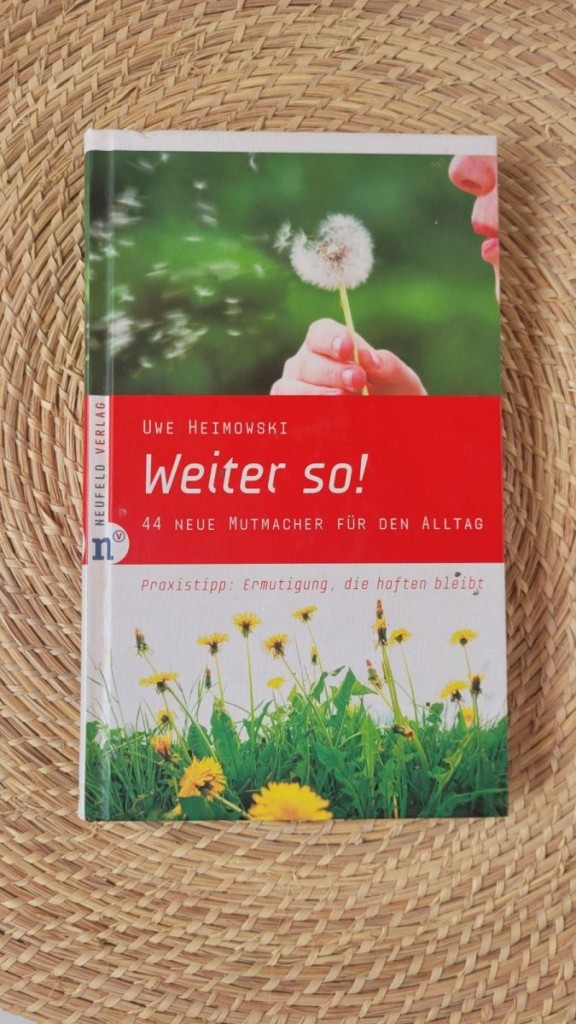 Uwe Heimowski
Weiter so!
44 neue Mutmacher für den Alltag
Praxistipp: Ermutigung, die haften bleibt
NEUFELD VERLAG
nv